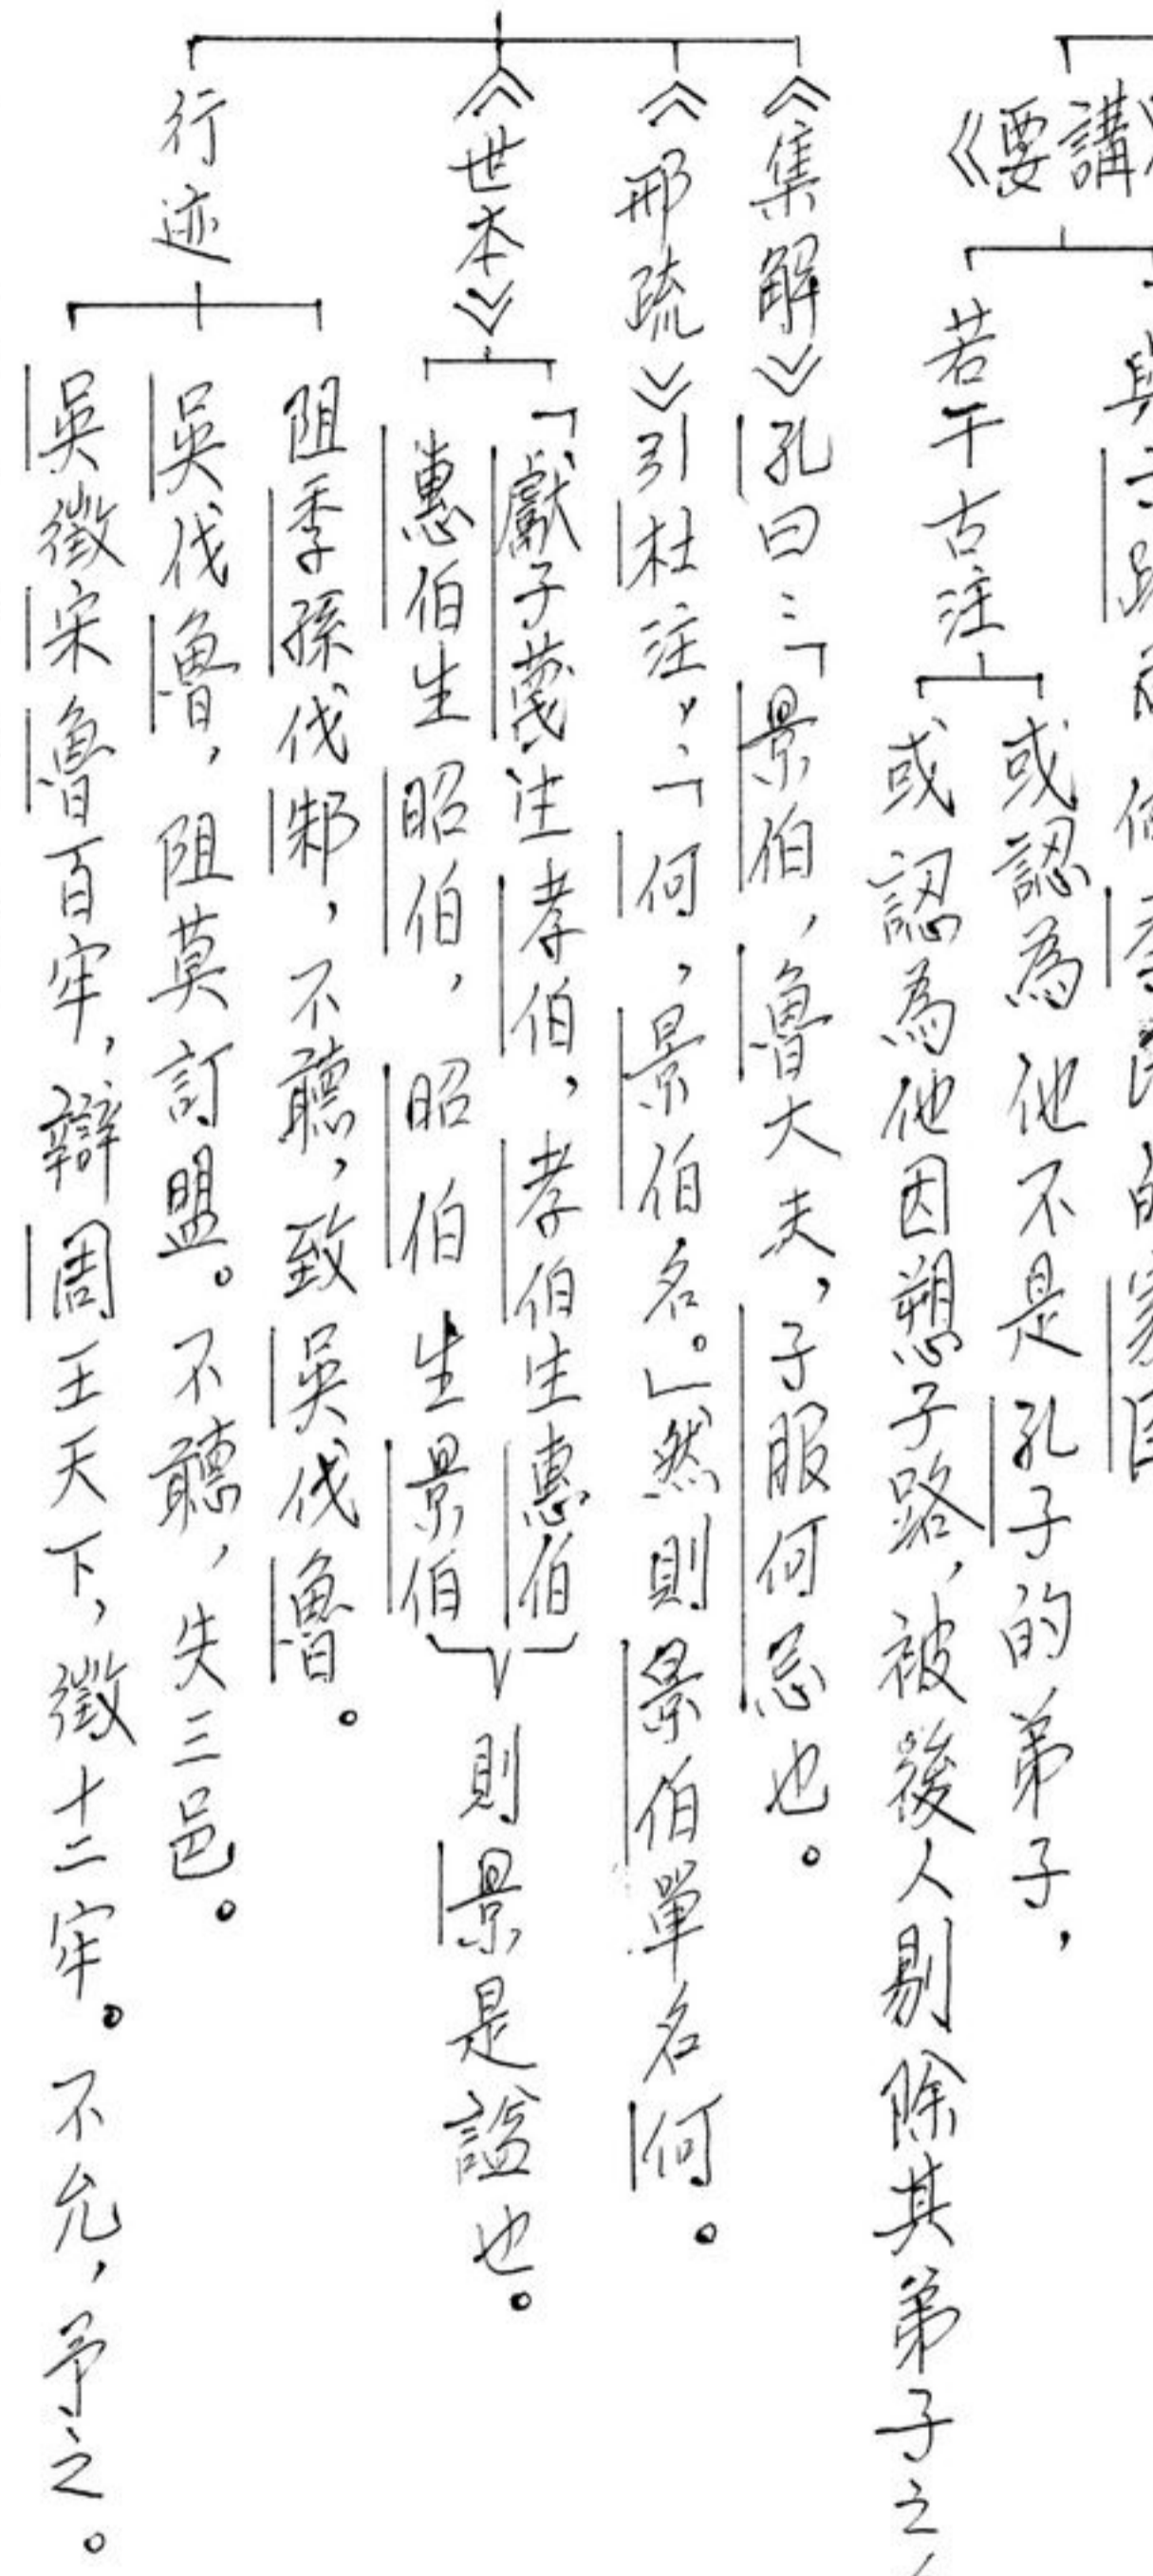 《要講》
若干古注
或認為他不是孔子的弟子,
或認為他因愬子路,被後人剔除其弟子之
《集解》孔曰:「景伯,魯大夫,子服何忌也。
《邢疏》引杜注,:「何,景伯名。」然則景伯單名何。
《世本》
「獻子蔑生孝伯,孝伯生惠伯
惠伯生昭伯,昭伯生景伯
則景是諡也。
行迹
阻季孫伐邾,不聽,致吳伐魯。
吳伐魯,阻莫訂盟。不聽,失三邑。
吳徵宋魯百牢,辯周王天下,徵十二牢。不允,予之。